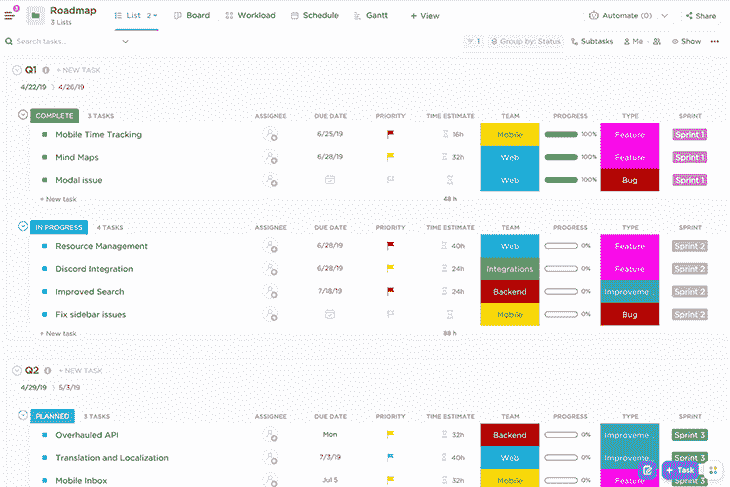 Roadmap
3 Lists
List 2
Board
Workload
Schedule
Gantt
+ View
Automate (0)
Share
Search tasks...
1
Group by: Status
Subtasks
Me
Show
Q1 + NEW TASK
4/22/19 4/26/19
COMPLETE 3 TASKS ASSIGNEE DUE DATE PRIORITY TIME ESTIMATE TEAM PROGRESS TYPE SPRINT
Mobile Time Tracking 6/25/19 16h Mobile 100% Feature Sprint 1
Mind Maps 6/28/19 32h Web 100% Feature Sprint 1
Modal issue Web 100% Bug Sprint 1
+ New task 48 h
IN PROGRESS 4 TASKS ASSIGNEE DUE DATE PRIORITY TIME ESTIMATE TEAM PROGRESS TYPE SPRINT
Resource Management 6/28/19 40h Web 0% Feature Sprint 2
Discord Integration 6/28/19 24h Integrations 0% Feature Sprint 2
Improved Search 7/18/19 24h Backend 0% Improveme... Sprint 2
Fix sidebar issues Mobile 0% Bug Sprint 2
+ New task 88 h
Q2 + NEW TASK
4/29/19 5/3/19
PLANNED 3 TASKS ASSIGNEE DUE DATE PRIORITY TIME ESTIMATE TEAM PROGRESS TYPE SPRINT
Overhauled API Mon 32h Backend 0% Improveme... Sprint 3
Translation and Localization 7/3/19 40h Web 0% Improveme... Sprint 3
Mobile Inbox Jul 5 32h Mobile 0% Feature
+ Task